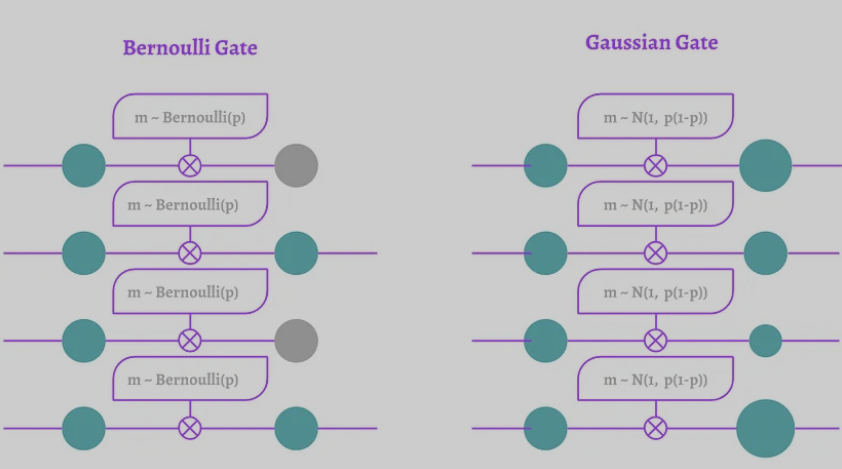 Bernoulli Gate
Gaussian Gate
m ~ Bernoulli(p)
m ~ N(1, p(1-p))
m ~ Bernoulli(p)
m ~ N(1, p(1-p))
m ~ Bernoulli(p)
m ~ N(1, p(1-p))
m ~ Bernoulli(p)
m ~ N(1, p(1-p))